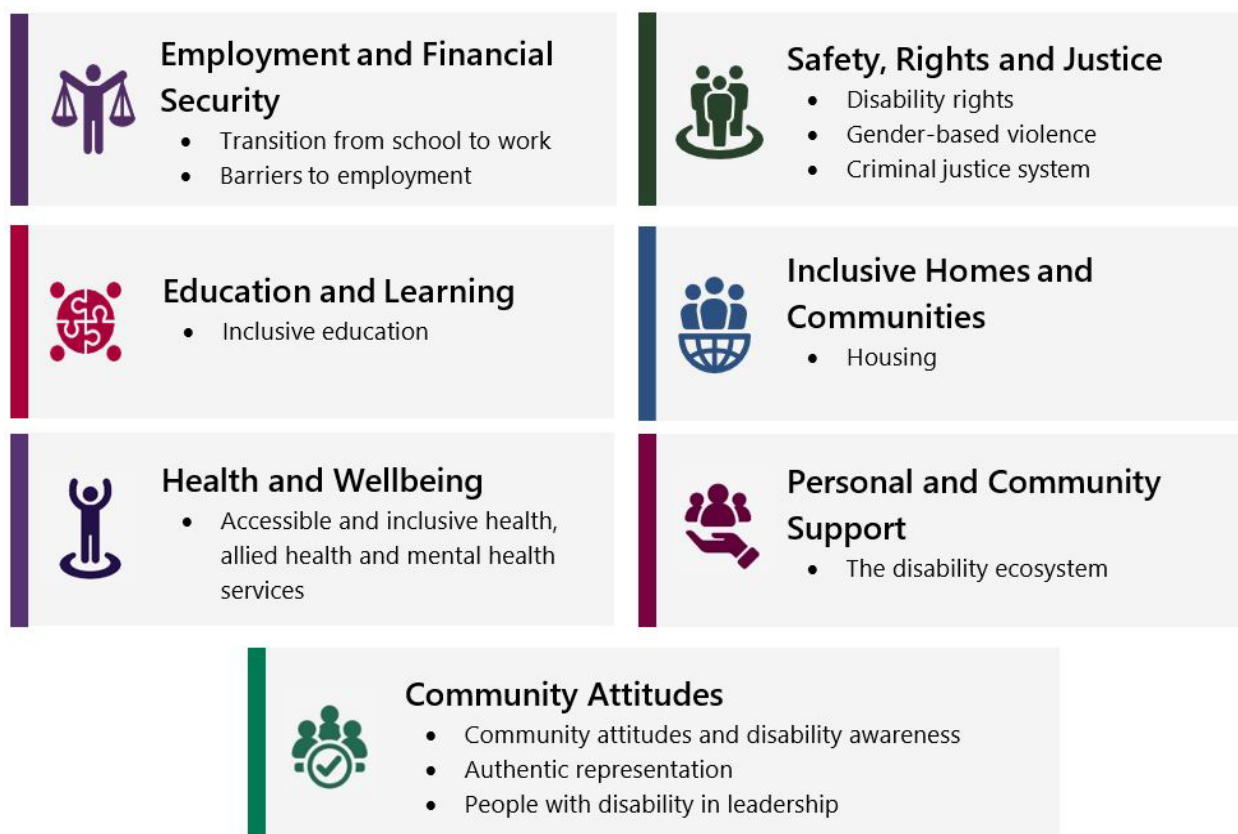 Employment and Financial
Security
• Transition from school to work
• Barriers to employment
Safety, Rights and Justice
• Disability rights
• Gender-based violence
• Criminal justice system
Education and Learning
• Inclusive education
Inclusive Homes and
Communities
• Housing
Health and Wellbeing
• Accessible and inclusive health,
allied health and mental health
services
Personal and Community
Support
• The disability ecosystem
Community Attitudes
• Community attitudes and disability awareness
• Authentic representation
• People with disability in leadership